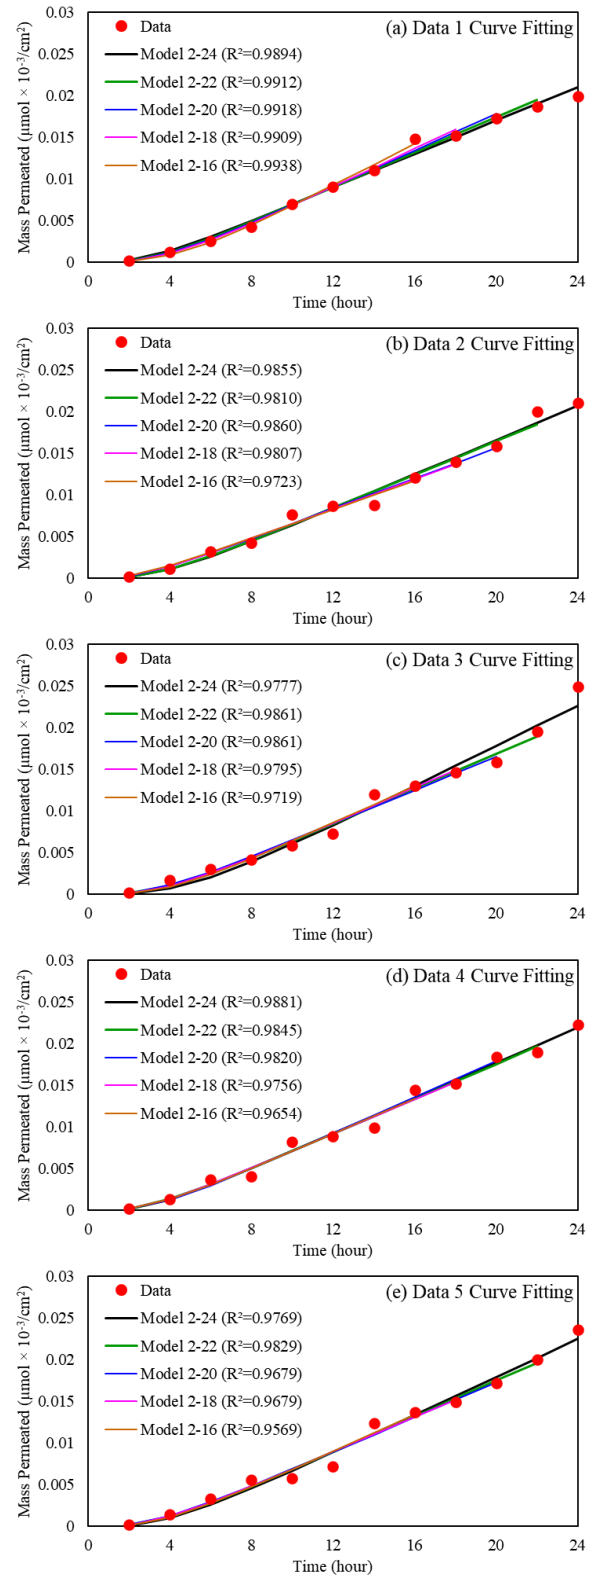 (a) Data 1 Curve Fitting
Data
Model 2-24 (R²=0.9894)
Model 2-22 (R²=0.9912)
Model 2-20 (R²=0.9918)
Model 2-18 (R²=0.9909)
Model 2-16 (R²=0.9938)
Mass Permeated (μmol × 10⁻³/cm²)
0.03
0.025
0.02
0.015
0.01
0.005
0
0 4 8 12 16 20 24
Time (hour)
(b) Data 2 Curve Fitting
Data
Model 2-24 (R²=0.9855)
Model 2-22 (R²=0.9810)
Model 2-20 (R²=0.9860)
Model 2-18 (R²=0.9807)
Model 2-16 (R²=0.9723)
Mass Permeated (μmol × 10⁻³/cm²)
0.03
0.025
0.02
0.015
0.01
0.005
0
0 4 8 12 16 20 24
Time (hour)
(c) Data 3 Curve Fitting
Data
Model 2-24 (R²=0.9777)
Model 2-22 (R²=0.9861)
Model 2-20 (R²=0.9861)
Model 2-18 (R²=0.9795)
Model 2-16 (R²=0.9719)
Mass Permeated (μmol × 10⁻³/cm²)
0.03
0.025
0.02
0.015
0.01
0.005
0
0 4 8 12 16 20 24
Time (hour)
(d) Data 4 Curve Fitting
Data
Model 2-24 (R²=0.9881)
Model 2-22 (R²=0.9845)
Model 2-20 (R²=0.9820)
Model 2-18 (R²=0.9756)
Model 2-16 (R²=0.9654)
Mass Permeated (μmol × 10⁻³/cm²)
0.03
0.025
0.02
0.015
0.01
0.005
0
0 4 8 12 16 20 24
Time (hour)
(e) Data 5 Curve Fitting
Data
Model 2-24 (R²=0.9769)
Model 2-22 (R²=0.9829)
Model 2-20 (R²=0.9679)
Model 2-18 (R²=0.9679)
Model 2-16 (R²=0.9569)
Mass Permeated (μmol × 10⁻³/cm²)
0.03
0.025
0.02
0.015
0.01
0.005
0
0 4 8 12 16 20 24
Time (hour)